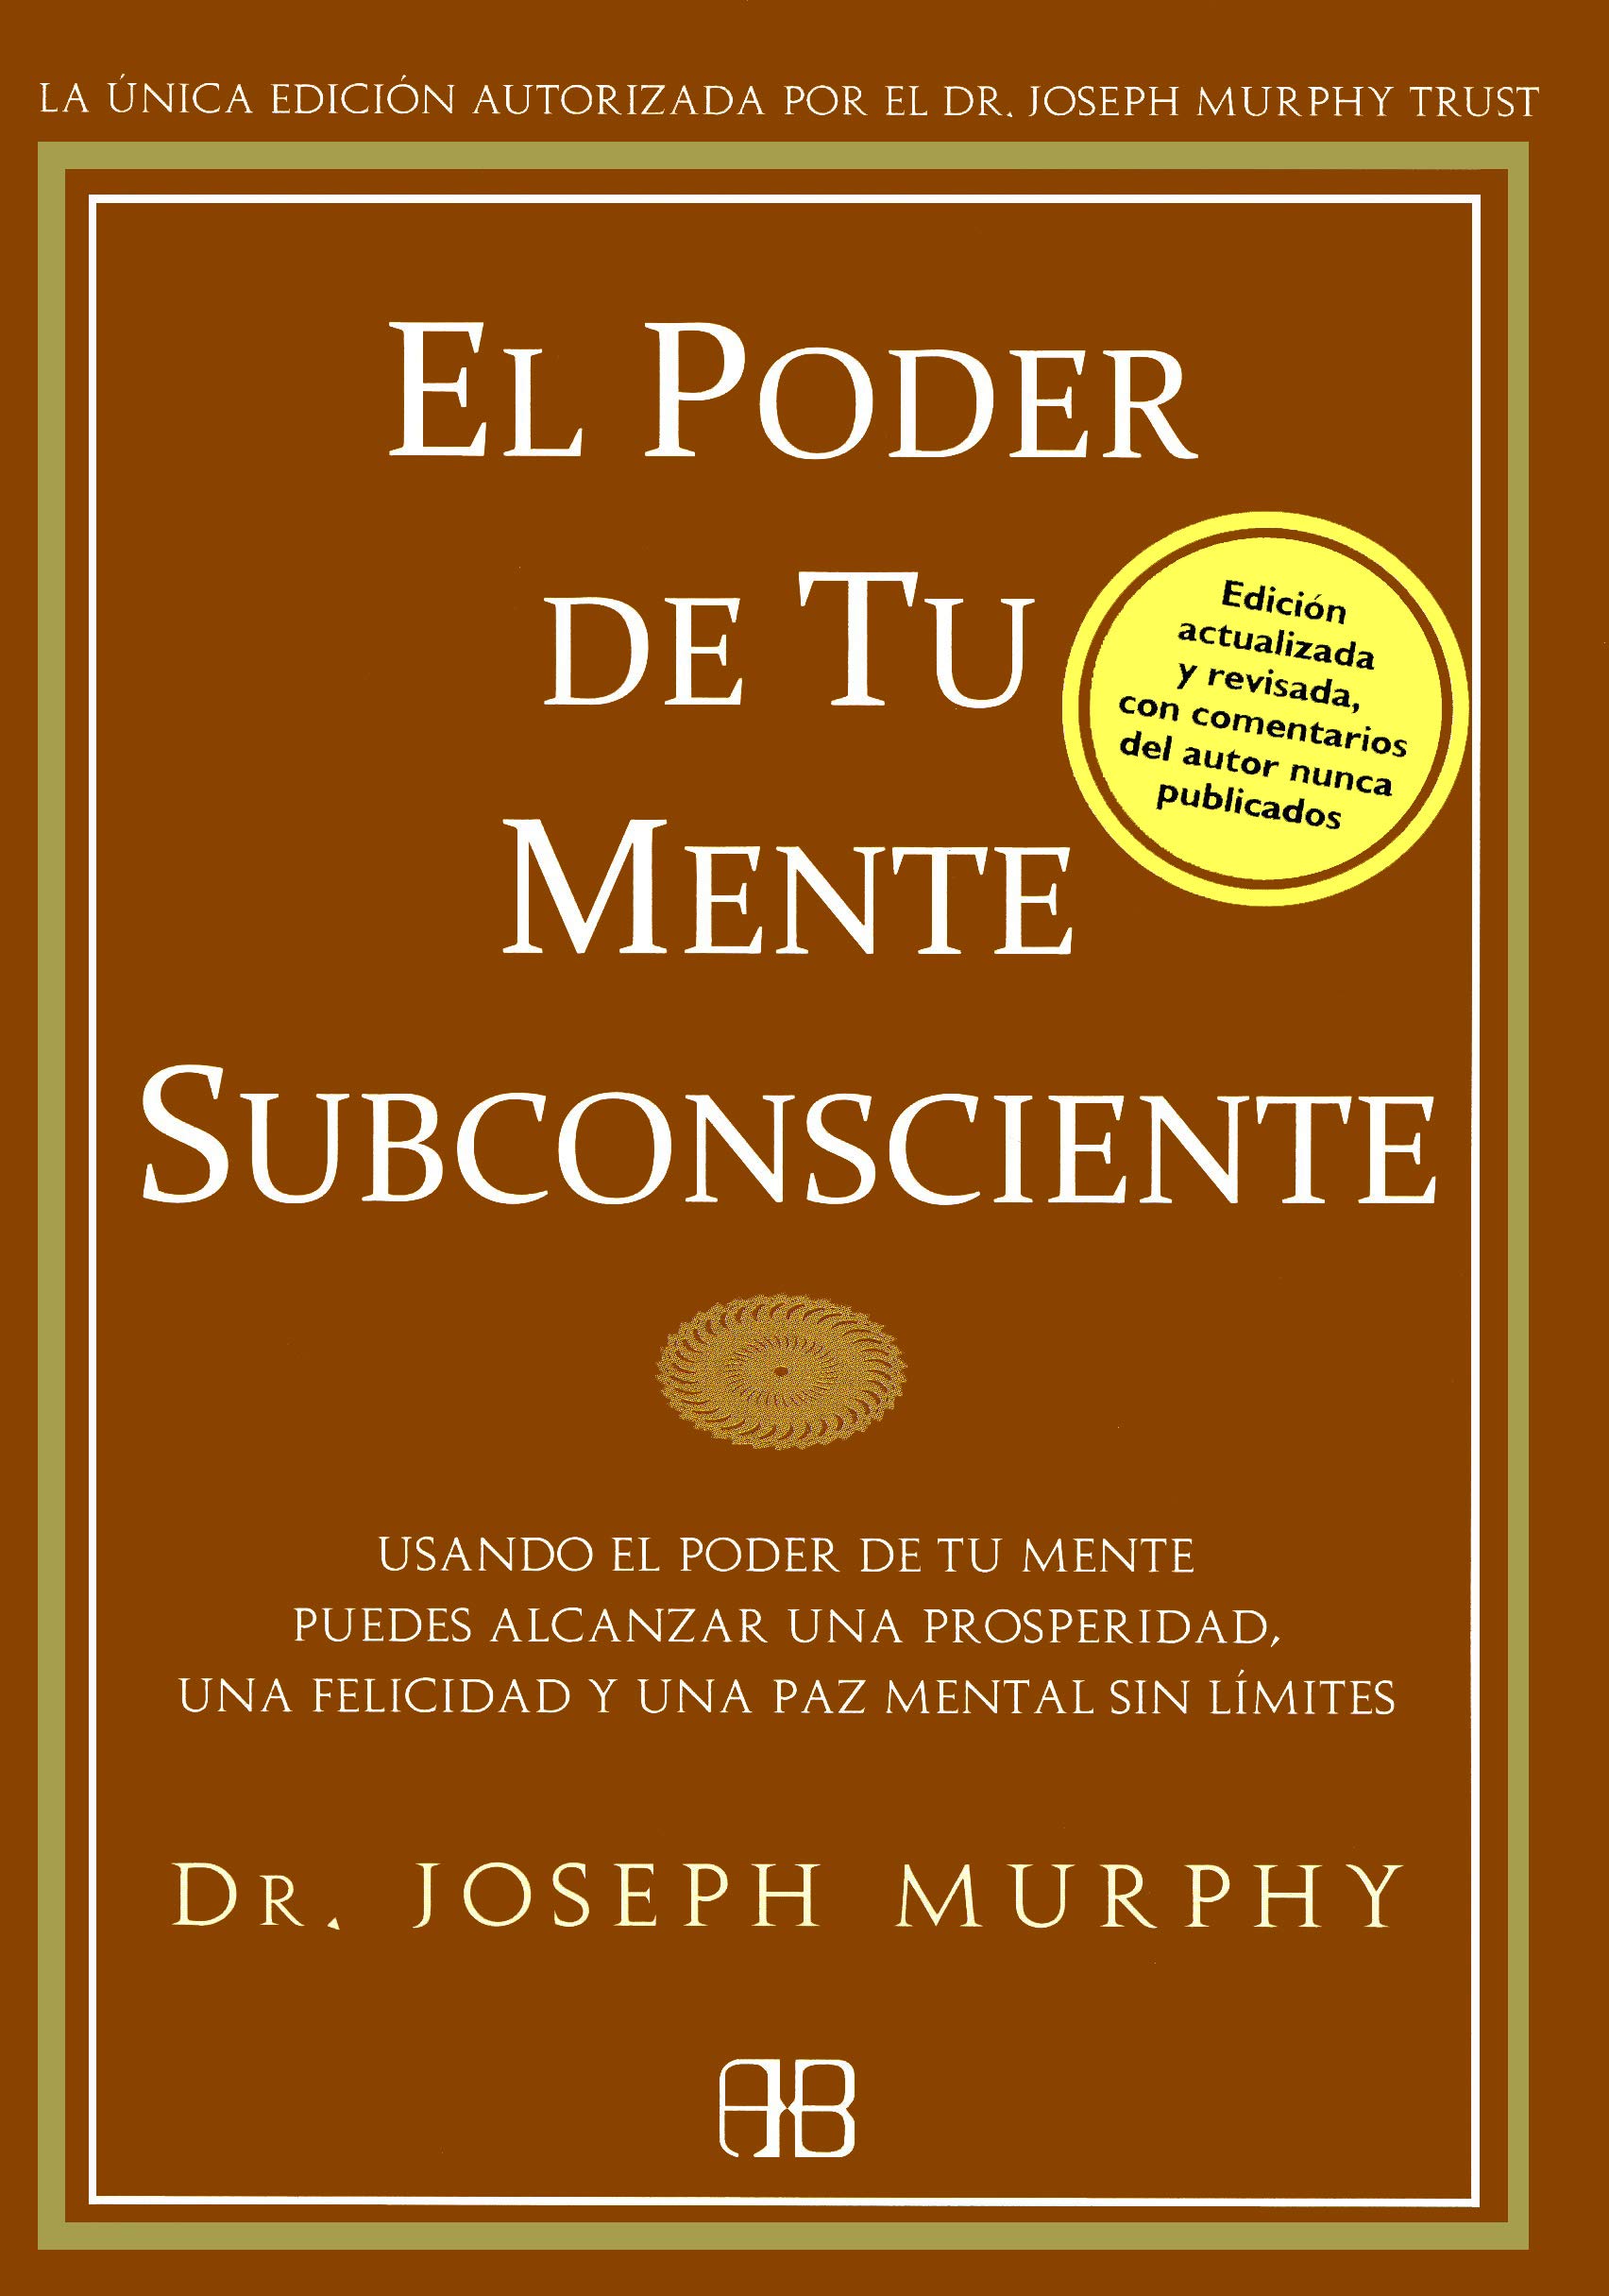 LA ÚNICA EDICIÓN AUTORIZADA POR EL DR. JOSEPH MURPHY TRUST
EL PODER
DE TU
MENTE
SUBCONSCIENTE
Edición
actualizada
y revisada,
con comentarios
del autor nunca
publicados
USANDO EL PODER DE TU MENTE
PUEDES ALCANZAR UNA PROSPERIDAD,
UNA FELICIDAD Y UNA PAZ MENTAL SIN LÍMITES
DR. JOSEPH MURPHY
AB